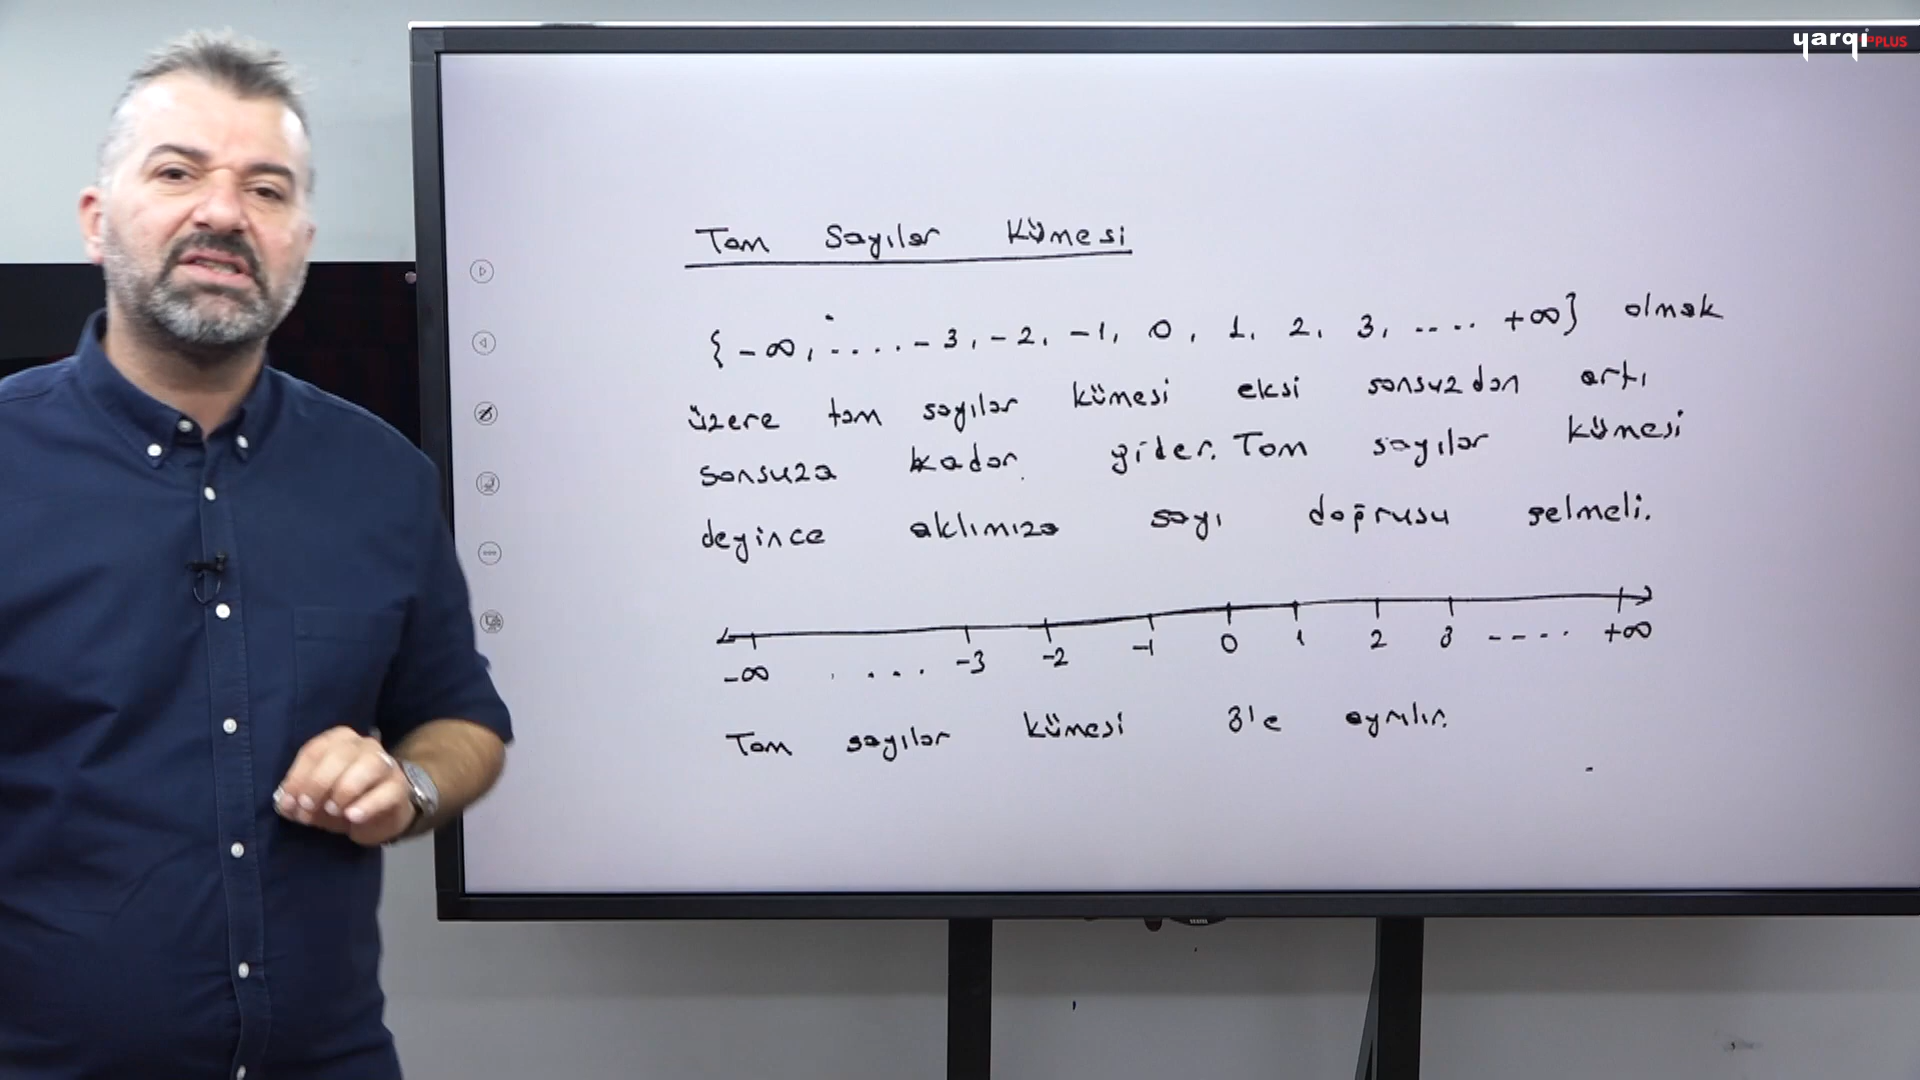 yargıPLUS
Tam Sayılar Kümesi
{-∞, ....-3, -2, -1, 0, 1, 2, 3, .... +∞} olmak
üzere tam sayılar kümesi eksi sonsuzdan artı
sonsuza kadar gider. Tam sayılar kümesi
deyince aklımıza sayı doğrusu gelmeli.
-∞ .... -3 -2 -1 0 1 2 3 ---- +∞
Tam sayılar kümesi 3'e ayrılır.